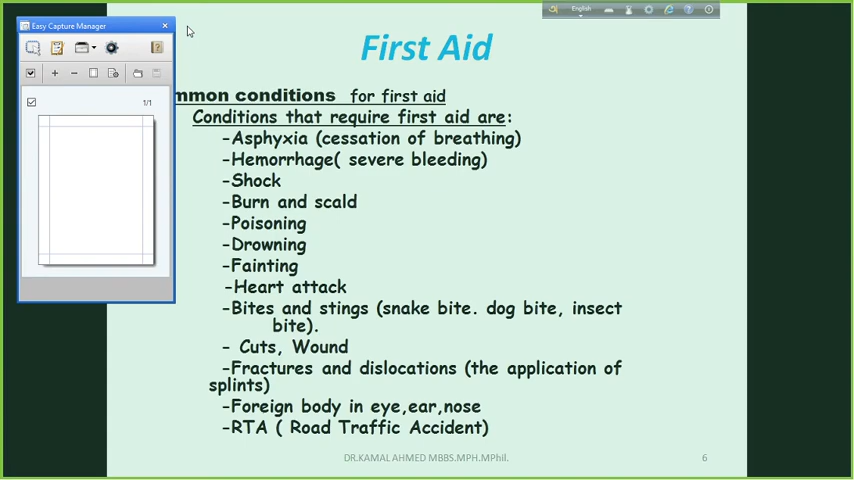 English
Easy Capture Manager
First Aid
1/1
mmon conditions for first aid
Conditions that require first aid are:
-Asphyxia (cessation of breathing)
-Hemorrhage( severe bleeding)
-Shock
-Burn and scald
-Poisoning
-Drowning
-Fainting
-Heart attack
-Bites and stings (snake bite. dog bite, insect
bite).
- Cuts, Wound
-Fractures and dislocations (the application of
splints)
-Foreign body in eye,ear,nose
-RTA ( Road Traffic Accident)
DR.KAMAL AHMED MBBS.MPH.MPhil.
6